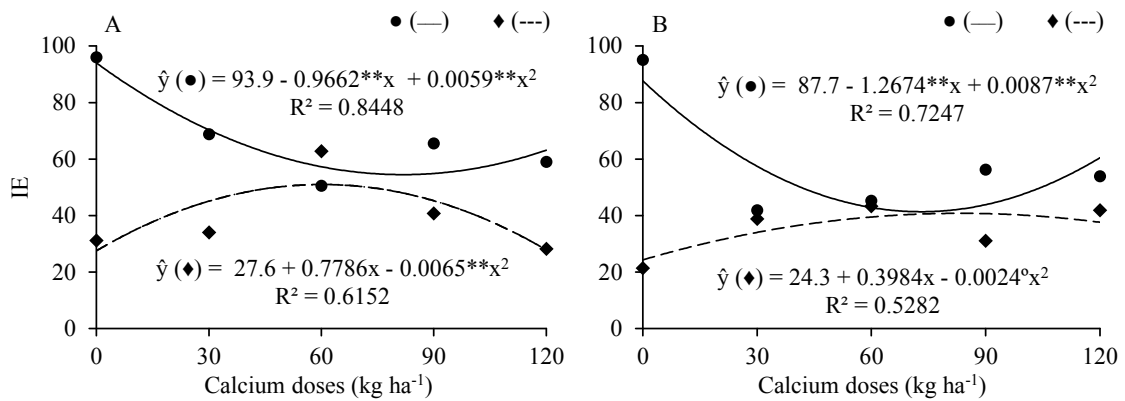 A
● (—) ♦ (---)
100
80
60
40
20
0
IE
ŷ (●) = 93.9 - 0.9662**x + 0.0059**x²
R² = 0.8448
ŷ (♦) = 27.6 + 0.7786x - 0.0065**x²
R² = 0.6152
0 30 60 90 120
Calcium doses (kg ha⁻¹)
B
● (—) ♦ (---)
100
80
60
40
20
0
ŷ (●) = 87.7 - 1.2674**x + 0.0087**x²
R² = 0.7247
ŷ (♦) = 24.3 + 0.3984x - 0.0024ºx²
R² = 0.5282
0 30 60 90 120
Calcium doses (kg ha⁻¹)